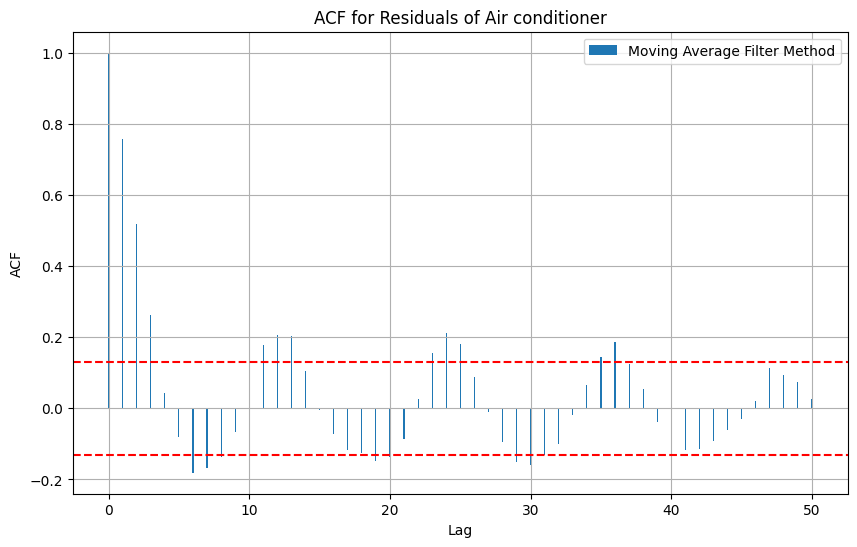 ACF for Residuals of Air conditioner
Moving Average Filter Method
ACF
1.0
0.8
0.6
0.4
0.2
0.0
−0.2
0 10 20 30 40 50
Lag